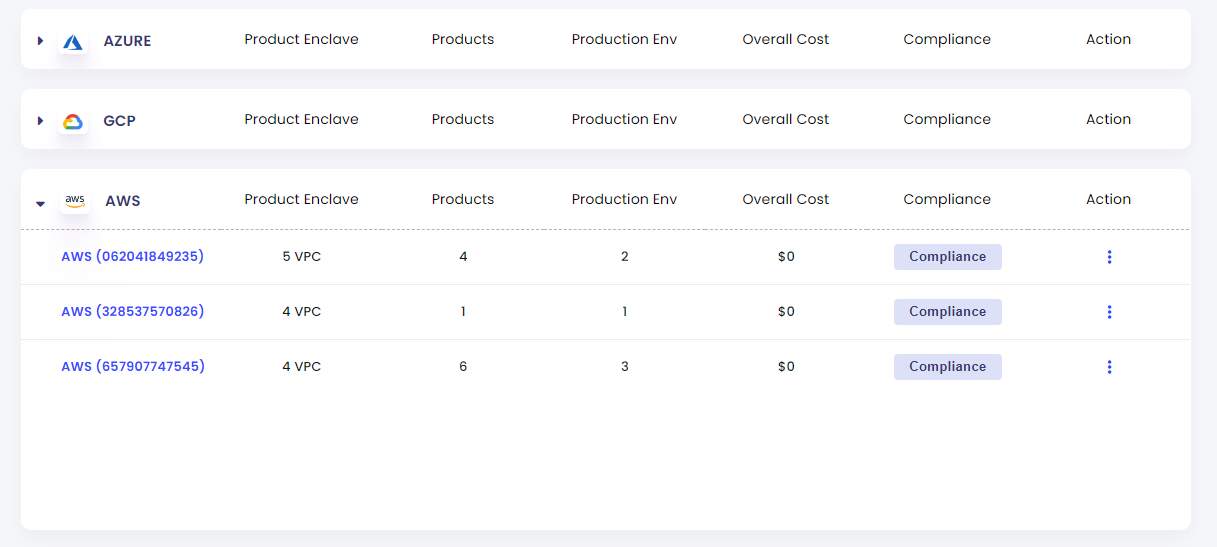 AZURE Product Enclave Products Production Env Overall Cost Compliance Action
GCP Product Enclave Products Production Env Overall Cost Compliance Action
aws AWS Product Enclave Products Production Env Overall Cost Compliance Action
AWS (062041849235) 5 VPC 4 2 $0 Compliance
AWS (328537570826) 4 VPC 1 1 $0 Compliance
AWS (657907747545) 4 VPC 6 3 $0 Compliance